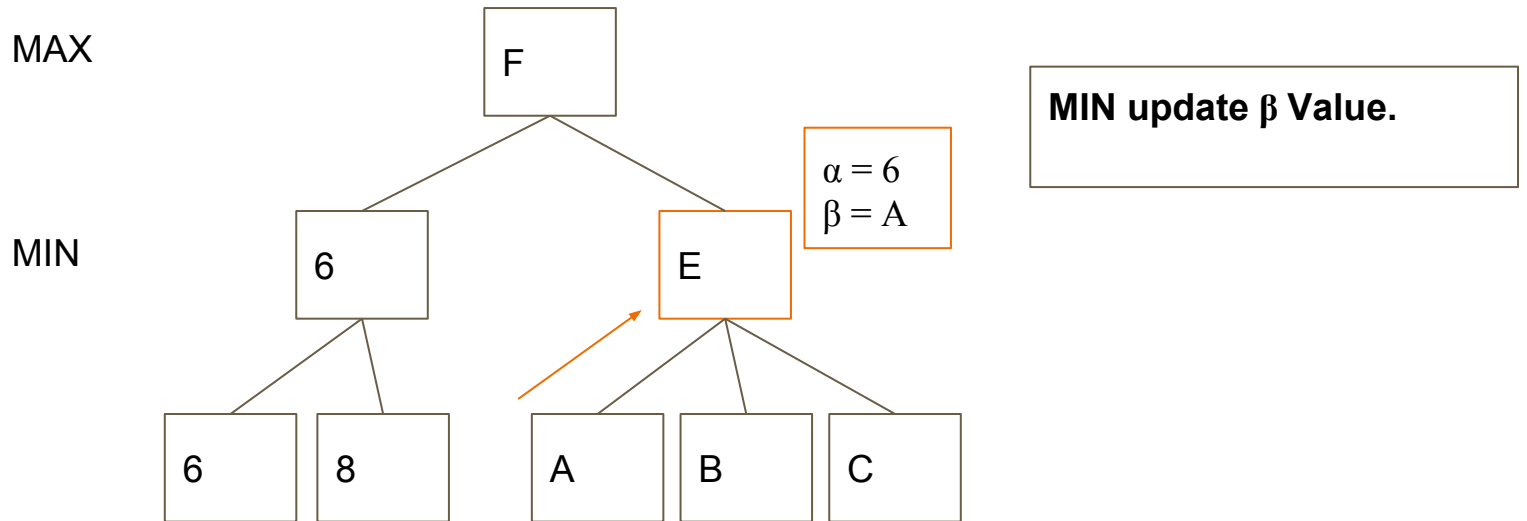 MAX
F
MIN update β Value.
α = 6
β = A
MIN
6
E
6
8
A
B
C